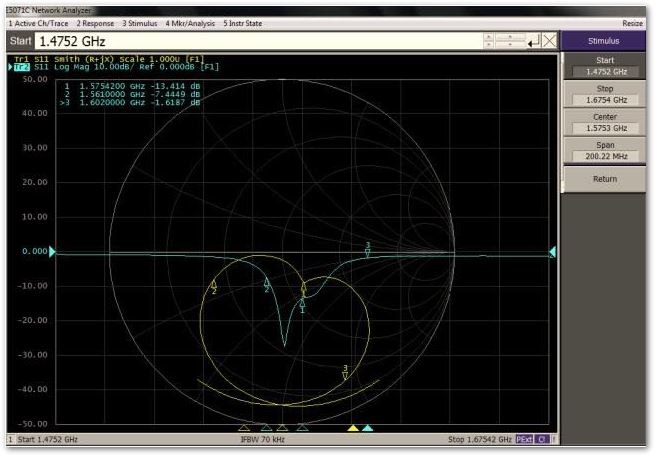 E5071C Network Analyzer
1 Active Ch/Trace 2 Response 3 Stimulus 4 Mkr/Analysis 5 Instr State Resize
Start 1.4752 GHz
Tr1 S11 Smith (R+jX) Scale 1.000U [F1]
Tr2 S11 Log Mag 10.00dB/ Ref 0.000dB [F1]
50.00
40.00
30.00
20.00
10.00
0.000
-10.00
-20.00
-30.00
-40.00
-50.00
1 1.5754200 GHz -13.414 dB
2 1.5610000 GHz -7.4449 dB
>3 1.6020000 GHz -1.6187 dB
3
2
2
1
3
1 Start 1.4752 GHz IFBW 70 kHz Stop 1.67542 GHz PExt C! !
Stimulus
Start
1.4752 GHz
Stop
1.6754 GHz
Center
1.5753 GHz
Span
200.22 MHz
Return